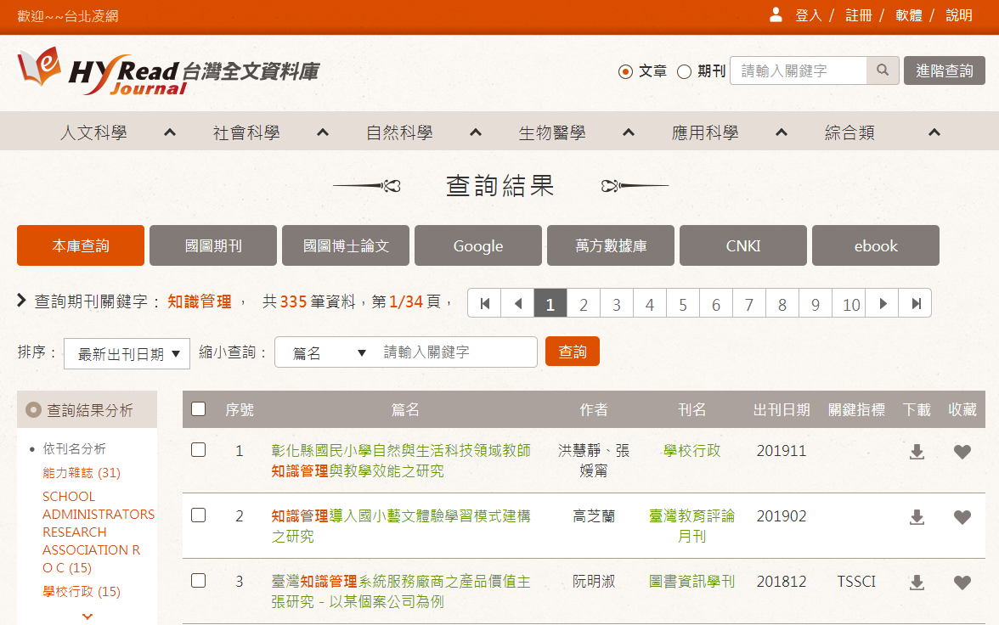 歡迎~~台北凌網
登入 / 註冊 / 軟體 / 說明
HyRead 台灣全文資料庫
Journal
文章 期刊 請輸入關鍵字 進階查詢
人文科學 社會科學 自然科學 生物醫學 應用科學 綜合類
查詢結果
本庫查詢 國圖期刊 國圖博士論文 Google 萬方數據庫 CNKI ebook
查詢期刊關鍵字： 知識管理 ， 共335筆資料，第1/34頁，
1 2 3 4 5 6 7 8 9 10
排序： 最新出刊日期 縮小查詢： 篇名 請輸入關鍵字 查詢
查詢結果分析
依刊名分析
能力雜誌 (31)
SCHOOL
ADMINISTRATORS
RESEARCH
ASSOCIATION R
O C (15)
學校行政 (15)
序號 篇名 作者 刊名 出刊日期 關鍵指標 下載 收藏
1 彰化縣國民小學自然與生活科技領域教師 洪慧靜、張 學校行政 201911
知識管理與教學效能之研究 媛甯
2 知識管理導入國小藝文體驗學習模式建構 高芝蘭 臺灣教育評論 201902
之研究 月刊
3 臺灣知識管理系統服務廠商之產品價值主 阮明淑 圖書資訊學刊 201812 TSSCI
張研究－以某個案公司為例